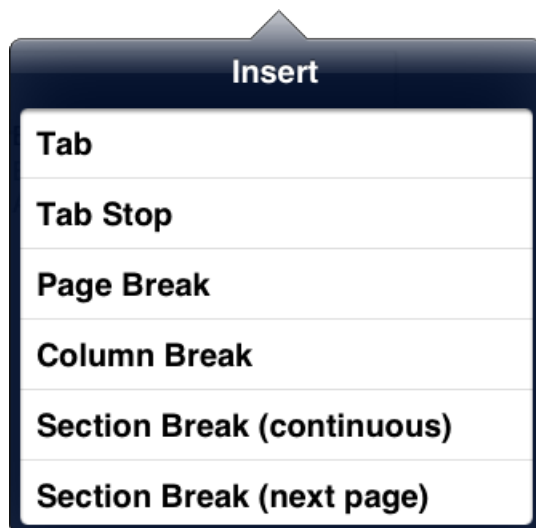 Insert
Tab
Tab Stop
Page Break
Column Break
Section Break (continuous)
Section Break (next page)